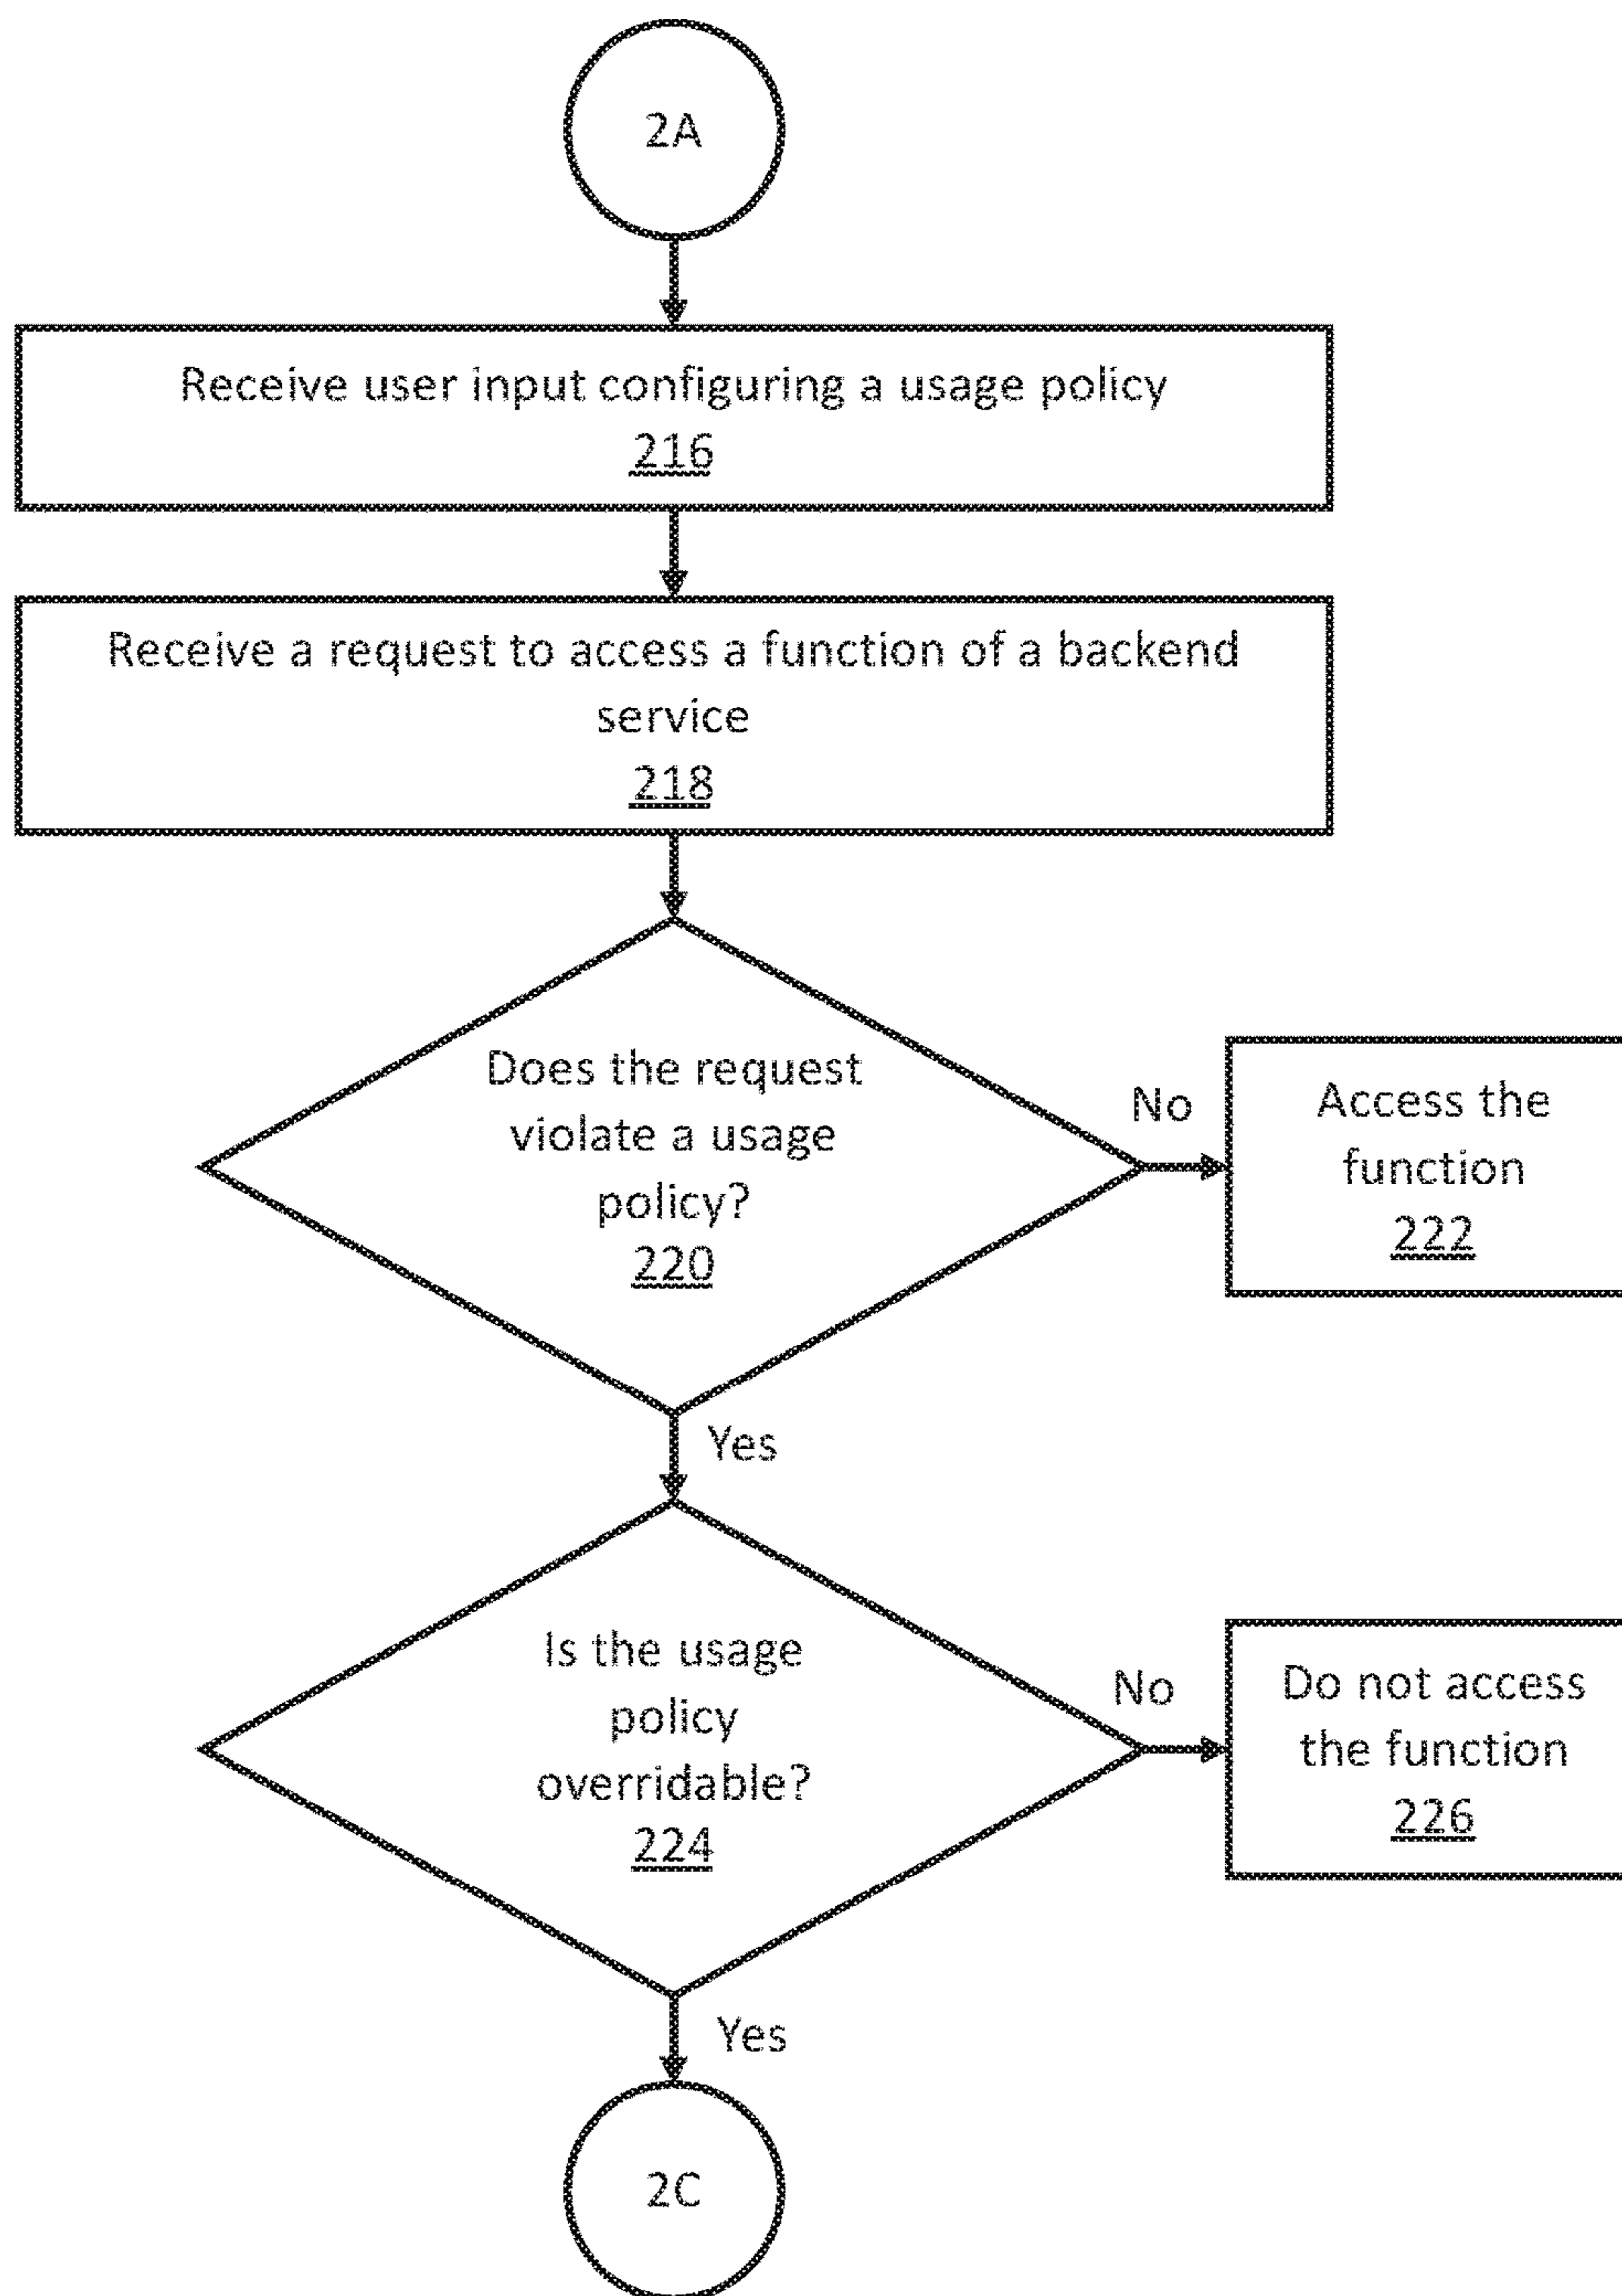 2A
Receive user input configuring a usage policy
216
Receive a request to access a function of a backend
service
218
Does the request
violate a usage
policy?
220
No
Access the
function
222
Yes
Is the usage
policy
overridable?
224
No
Do not access
the function
226
Yes
2C